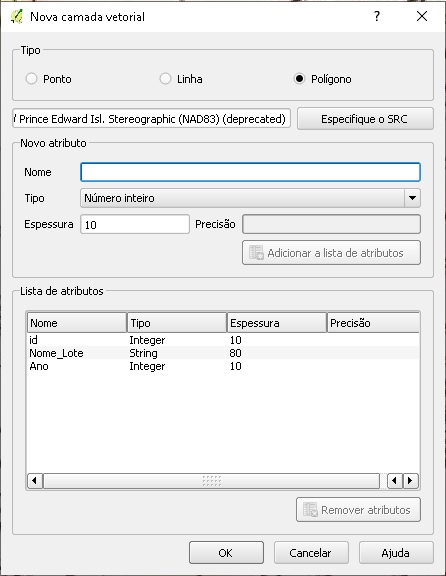 Nova camada vetorial
?
Tipo
Ponto Linha Polígono
Prince Edward Isl. Stereographic (NAD83) (deprecated) Especifique o SRC
Novo atributo
Nome
Tipo Número inteiro
Espessura 10 Precisão
Adicionar a lista de atributos
Lista de atributos
Nome Tipo Espessura Precisão
id Integer 10
Nome_Lote String 80
Ano Integer 10
Remover atributos
OK Cancelar Ajuda